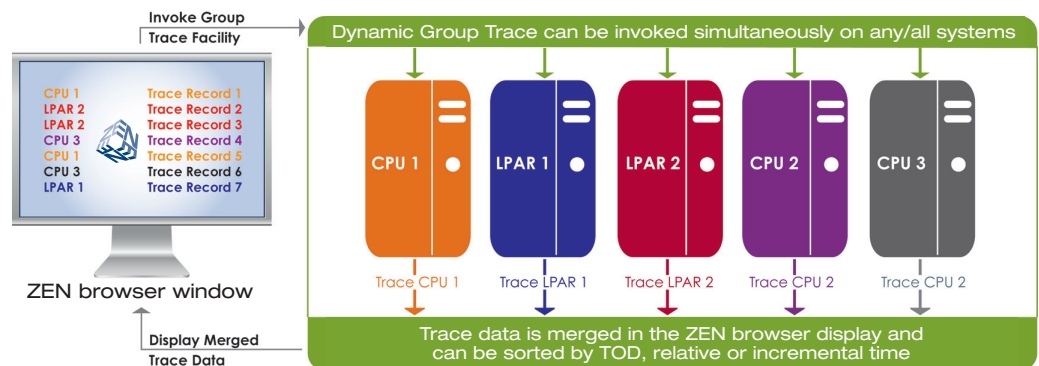 Invoke Group
Trace Facility
Dynamic Group Trace can be invoked simultaneously on any/all systems
CPU 1 Trace Record 1
LPAR 2 Trace Record 2
LPAR 2 Trace Record 3
CPU 3 Trace Record 4
CPU 1 Trace Record 5
CPU 3 Trace Record 6
LPAR 1 Trace Record 7
ZEN browser window
CPU 1
LPAR 1
LPAR 2
CPU 2
CPU 3
Trace CPU 1
Trace LPAR 1
Trace LPAR 2
Trace CPU 2
Trace CPU 2
Display Merged
Trace Data
Trace data is merged in the ZEN browser display and
can be sorted by TOD, relative or incremental time